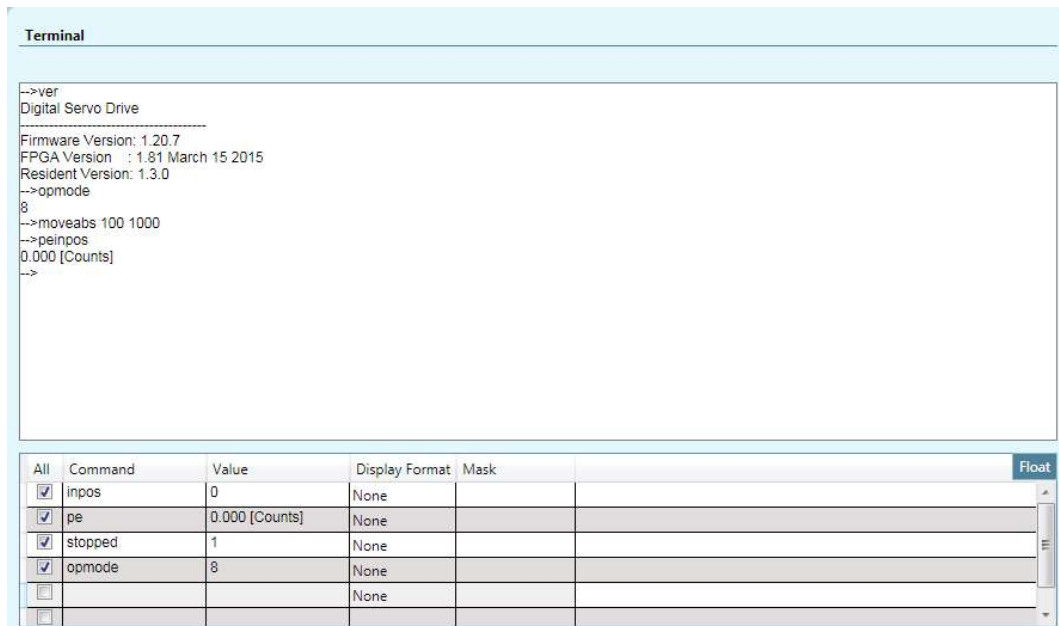 Terminal
-->ver
Digital Servo Drive
---------------------------------------
Firmware Version: 1.20.7
FPGA Version : 1.81 March 15 2015
Resident Version: 1.3.0
-->opmode
8
-->moveabs 100 1000
-->peinpos
0.000 [Counts]
-->
All Command Value Display Format Mask Float
inpos 0 None
pe 0.000 [Counts] None
stopped 1 None
opmode 8 None
None